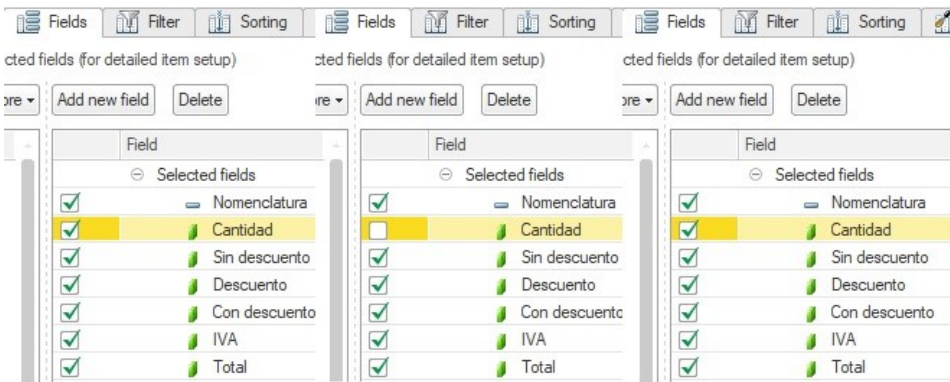 Fields Filter Sorting Fields Filter Sorting Fields Filter Sorting
cted fields (for detailed item setup) cted fields (for detailed item setup) cted fields (for detailed item setup)
ore Add new field Delete re Add new field Delete ore Add new field Delete
Field Field Field
Selected fields Selected fields Selected fields
Nomenclatura Nomenclatura Nomenclatura
Cantidad Cantidad Cantidad
Sin descuento Sin descuento Sin descuento
Descuento Descuento Descuento
Con descuento Con descuento Con descuento
IVA IVA IVA
Total Total Total